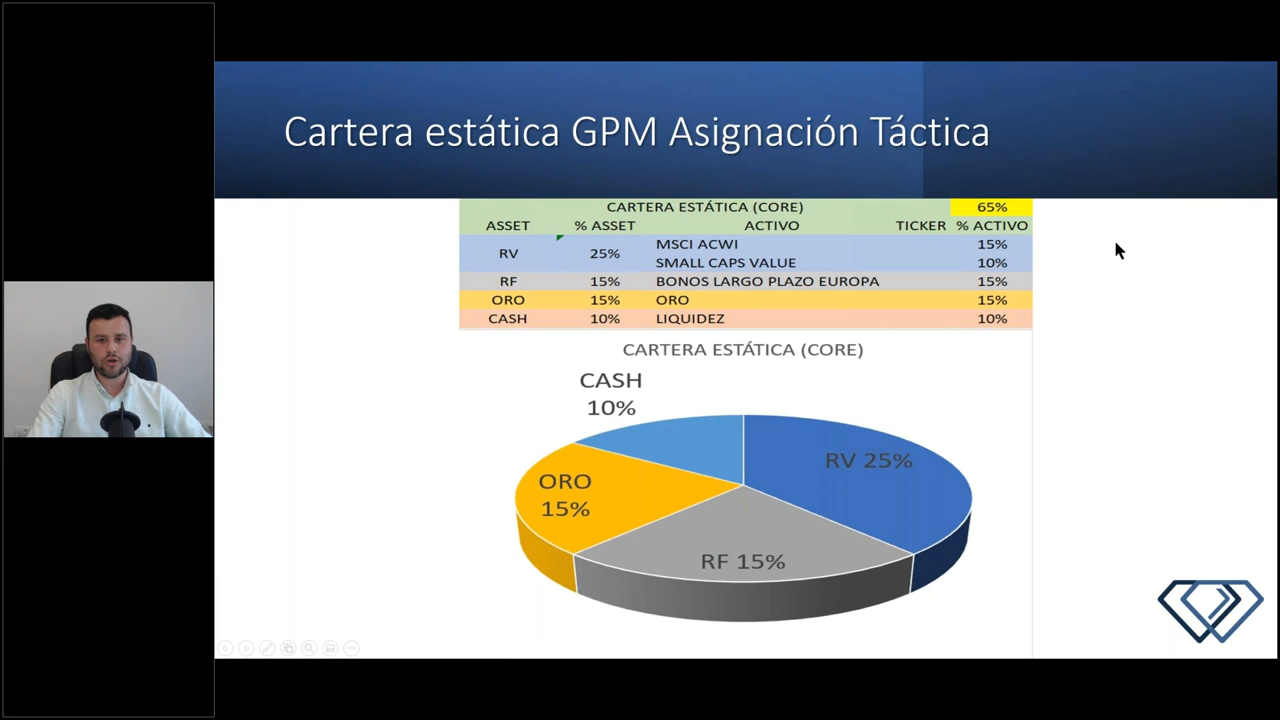 Cartera estática GPM Asignación Táctica
CARTERA ESTÁTICA (CORE) 65%
ASSET % ASSET ACTIVO TICKER % ACTIVO
RV 25% MSCI ACWI 15%
SMALL CAPS VALUE 10%
RF 15% BONOS LARGO PLAZO EUROPA 15%
ORO 15% ORO 15%
CASH 10% LIQUIDEZ 10%
CARTERA ESTÁTICA (CORE)
CASH
10%
RV 25%
ORO
15%
RF 15%